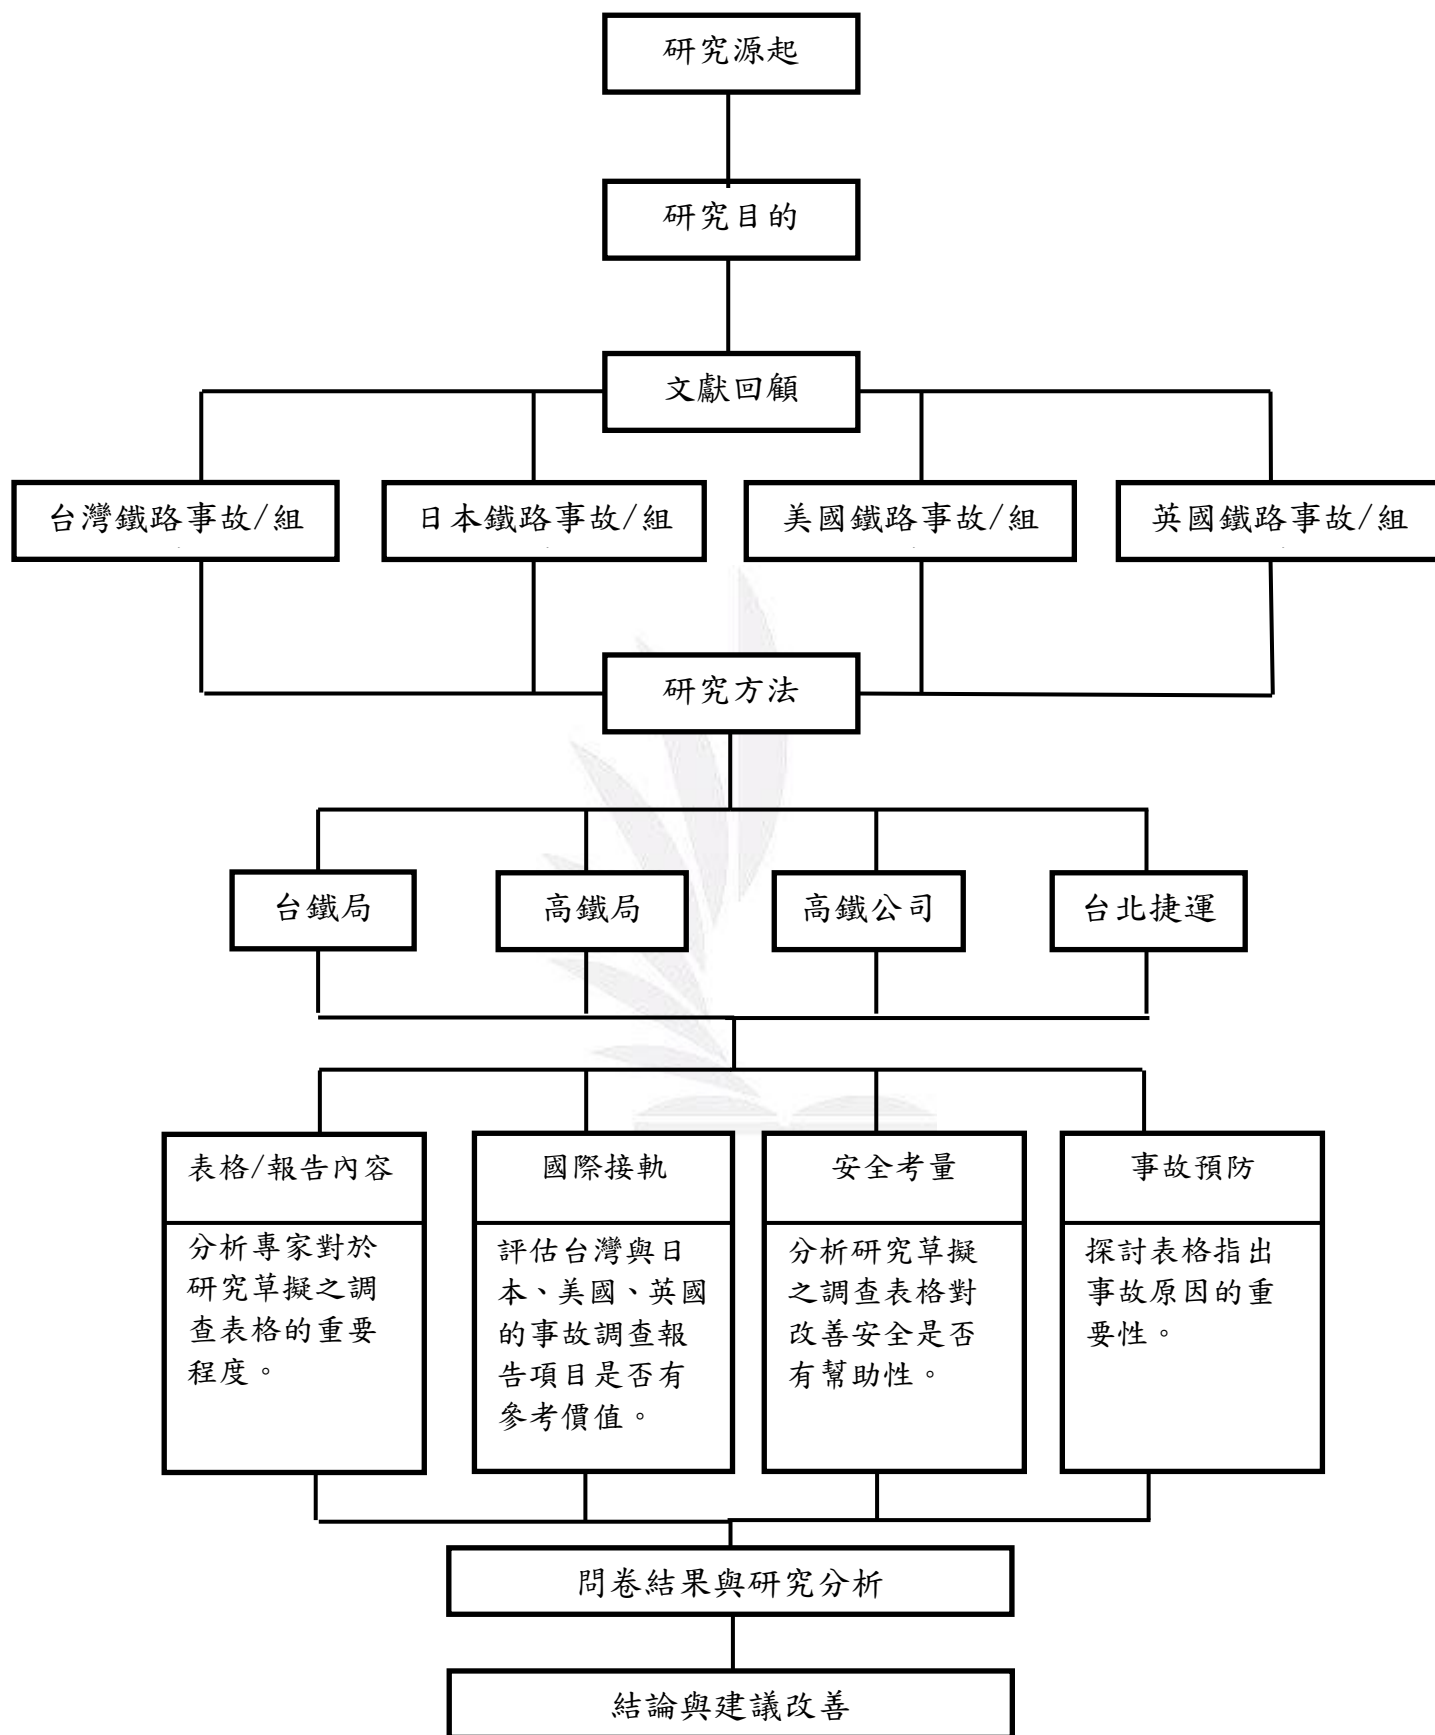 研究源起
研究目的
文獻回顧
台灣鐵路事故/組
日本鐵路事故/組
美國鐵路事故/組
英國鐵路事故/組
研究方法
台鐵局
高鐵局
高鐵公司
台北捷運
表格/報告內容
分析專家對於
研究草擬之調
查表格的重要
程度。
國際接軌
評估台灣與日
本、美國、英國
的事故調查報
告項目是否有
參考價值。
安全考量
分析研究草擬
之調查表格對
改善安全是否
有幫助性。
事故預防
探討表格指出
事故原因的重
要性。
問卷結果與研究分析
結論與建議改善